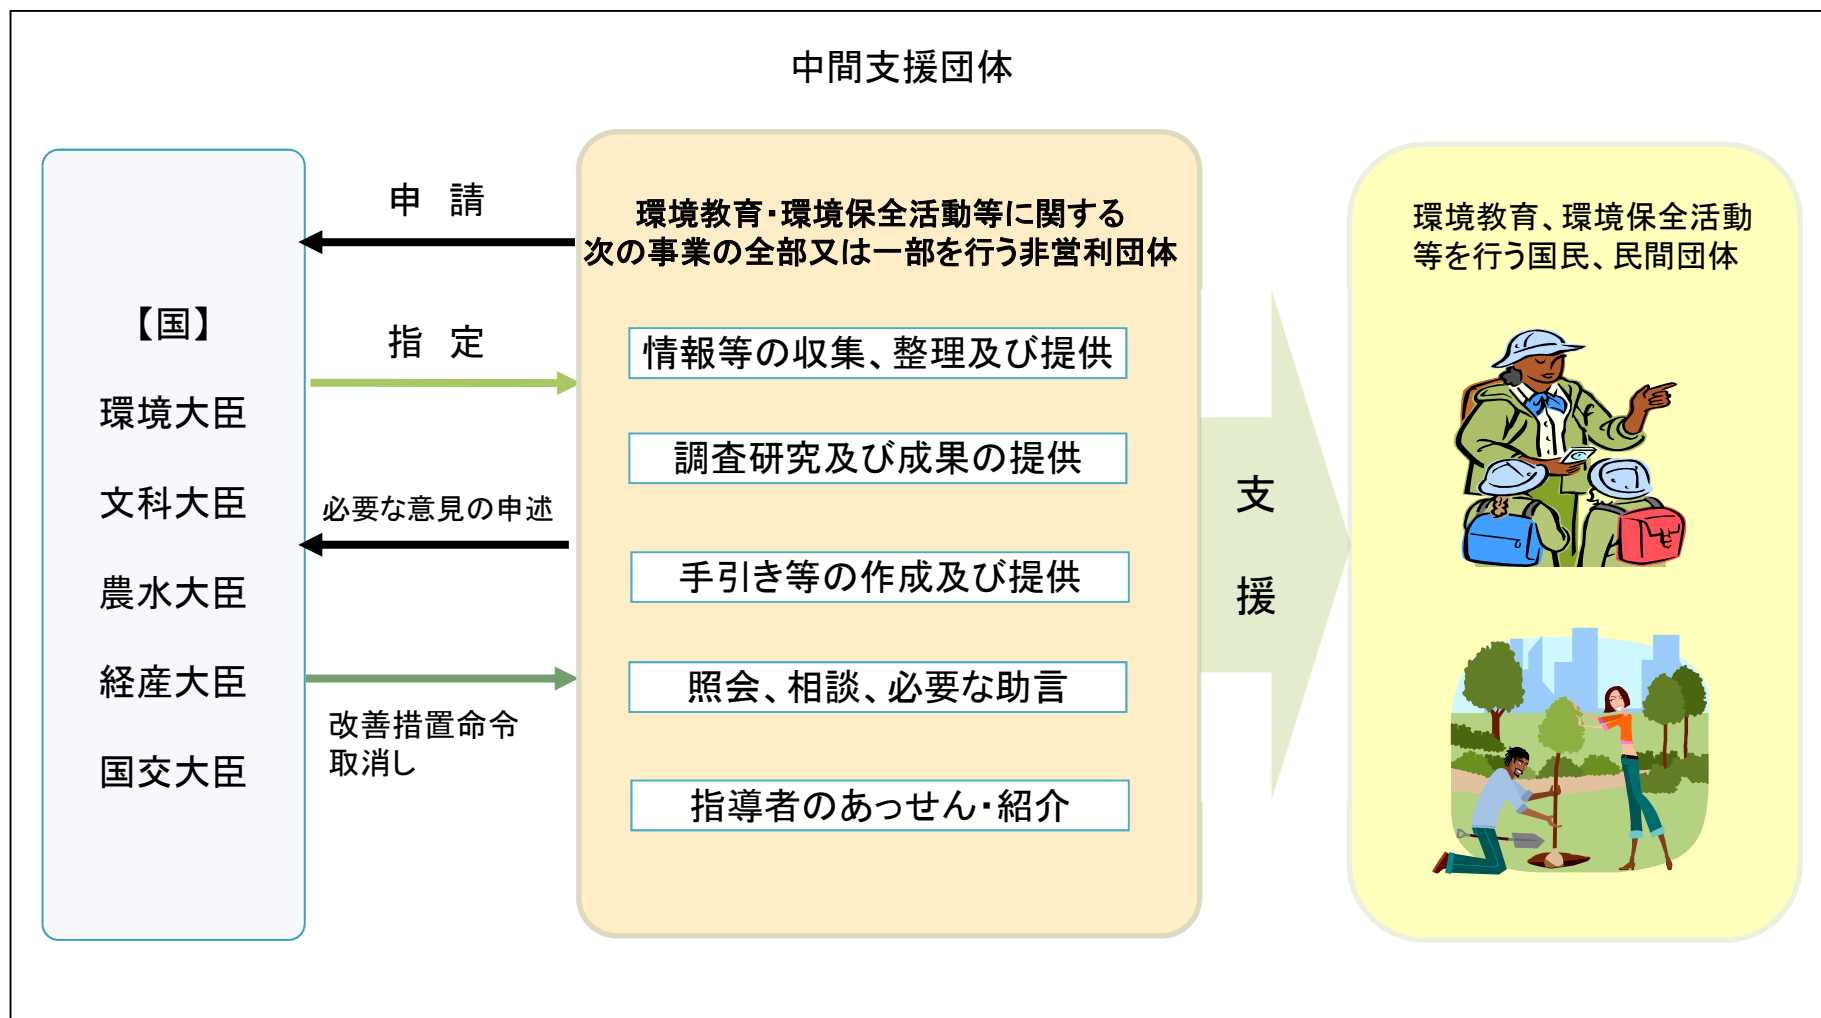 中間支援団体
【国】
環境大臣
文科大臣
農水大臣
経産大臣
国交大臣
申　請
指　定
必要な意見の申述
改善措置命令
取消し
環境教育・環境保全活動等に関する
次の事業の全部又は一部を行う非営利団体
情報等の収集、整理及び提供
調査研究及び成果の提供
手引き等の作成及び提供
照会、相談、必要な助言
指導者のあっせん・紹介
支
援
環境教育、環境保全活動
等を行う国民、民間団体